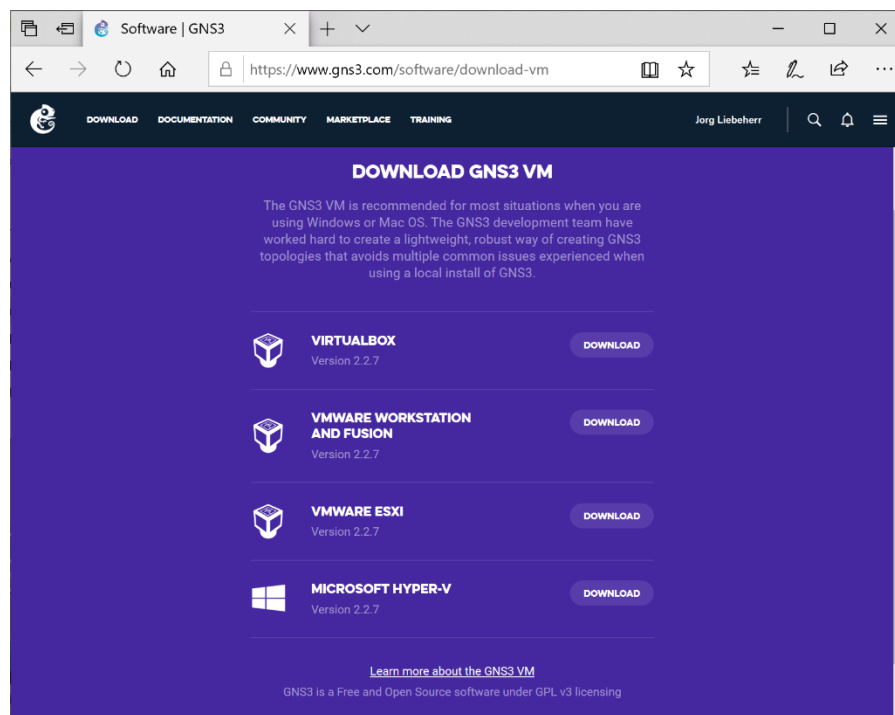 Software | GNS3
https://www.gns3.com/software/download-vm
DOWNLOAD DOCUMENTATION COMMUNITY MARKETPLACE TRAINING Jorg Liebeherr
DOWNLOAD GNS3 VM
The GNS3 VM is recommended for most situations when you are
using Windows or Mac OS. The GNS3 development team have
worked hard to create a lightweight, robust way of creating GNS3
topologies that avoids multiple common issues experienced when
using a local install of GNS3.
VIRTUALBOX
Version 2.2.7
DOWNLOAD
VMWARE WORKSTATION
AND FUSION
Version 2.2.7
DOWNLOAD
VMWARE ESXI
Version 2.2.7
DOWNLOAD
MICROSOFT HYPER-V
Version 2.2.7
DOWNLOAD
Learn more about the GNS3 VM
GNS3 is a Free and Open Source software under GPL v3 licensing